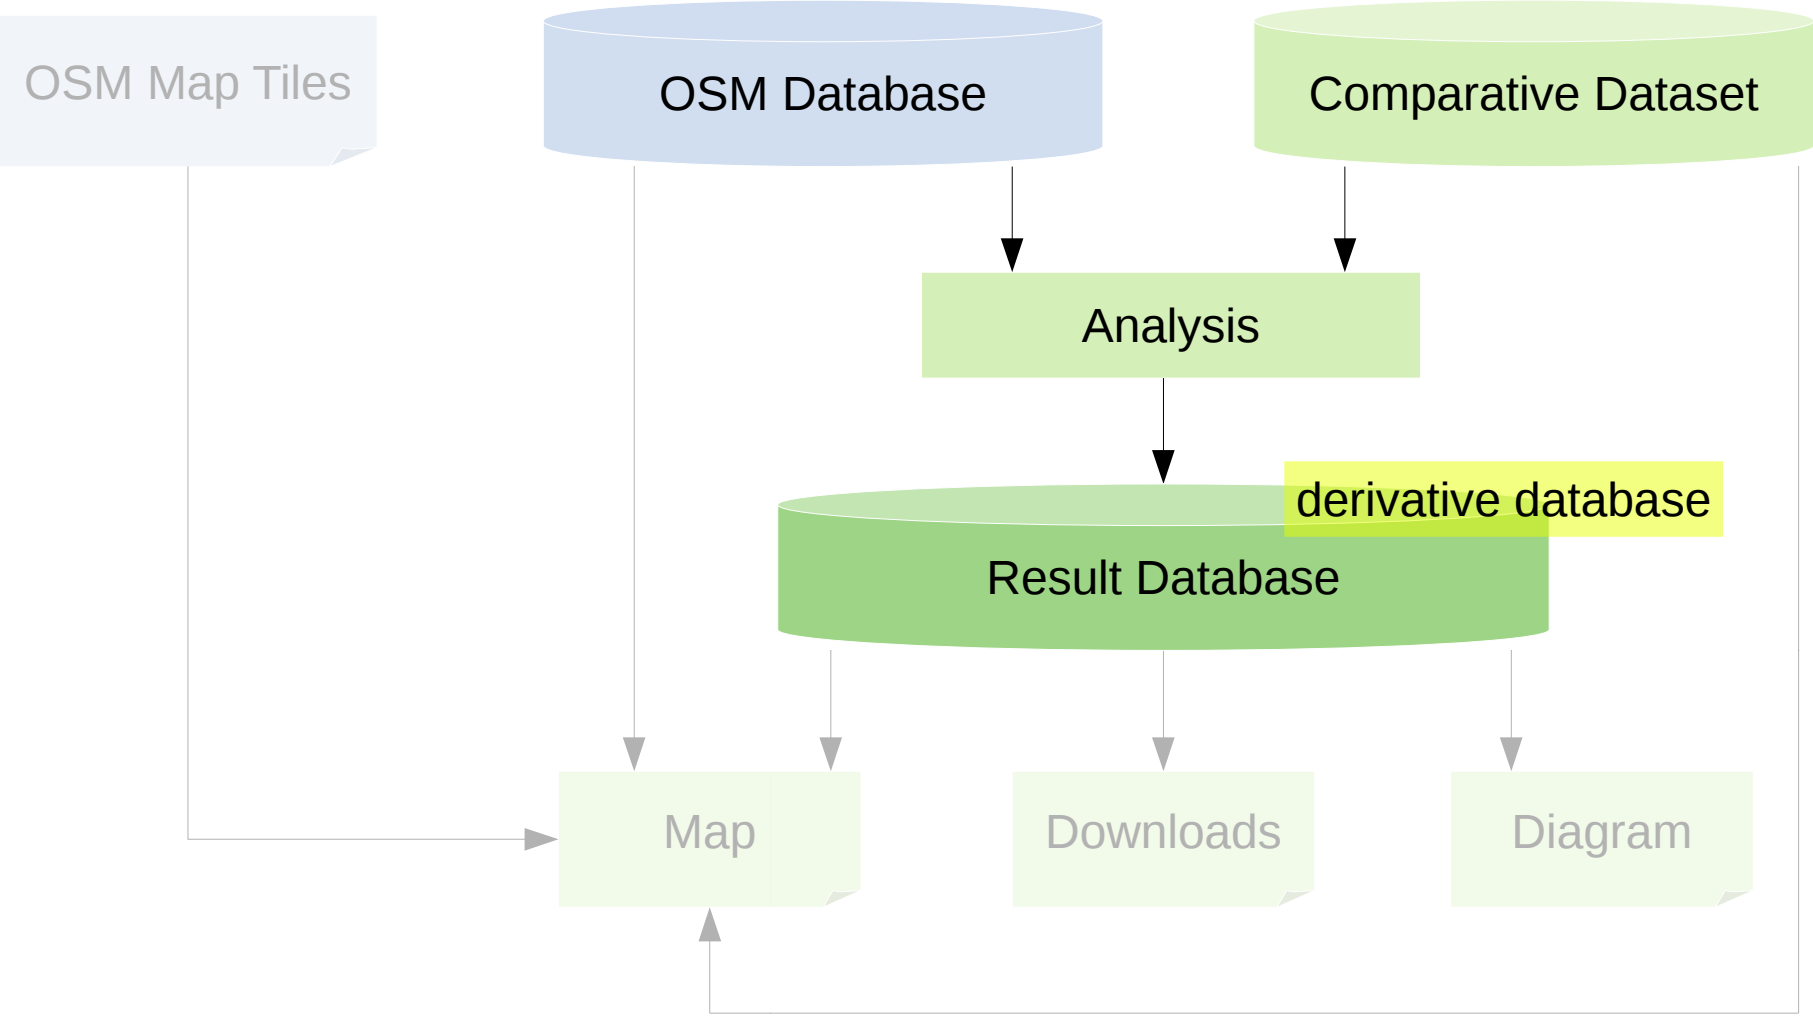 OSM Map Tiles
OSM Database
Comparative Dataset
Analysis
derivative database
Result Database
Map
Downloads
Diagram